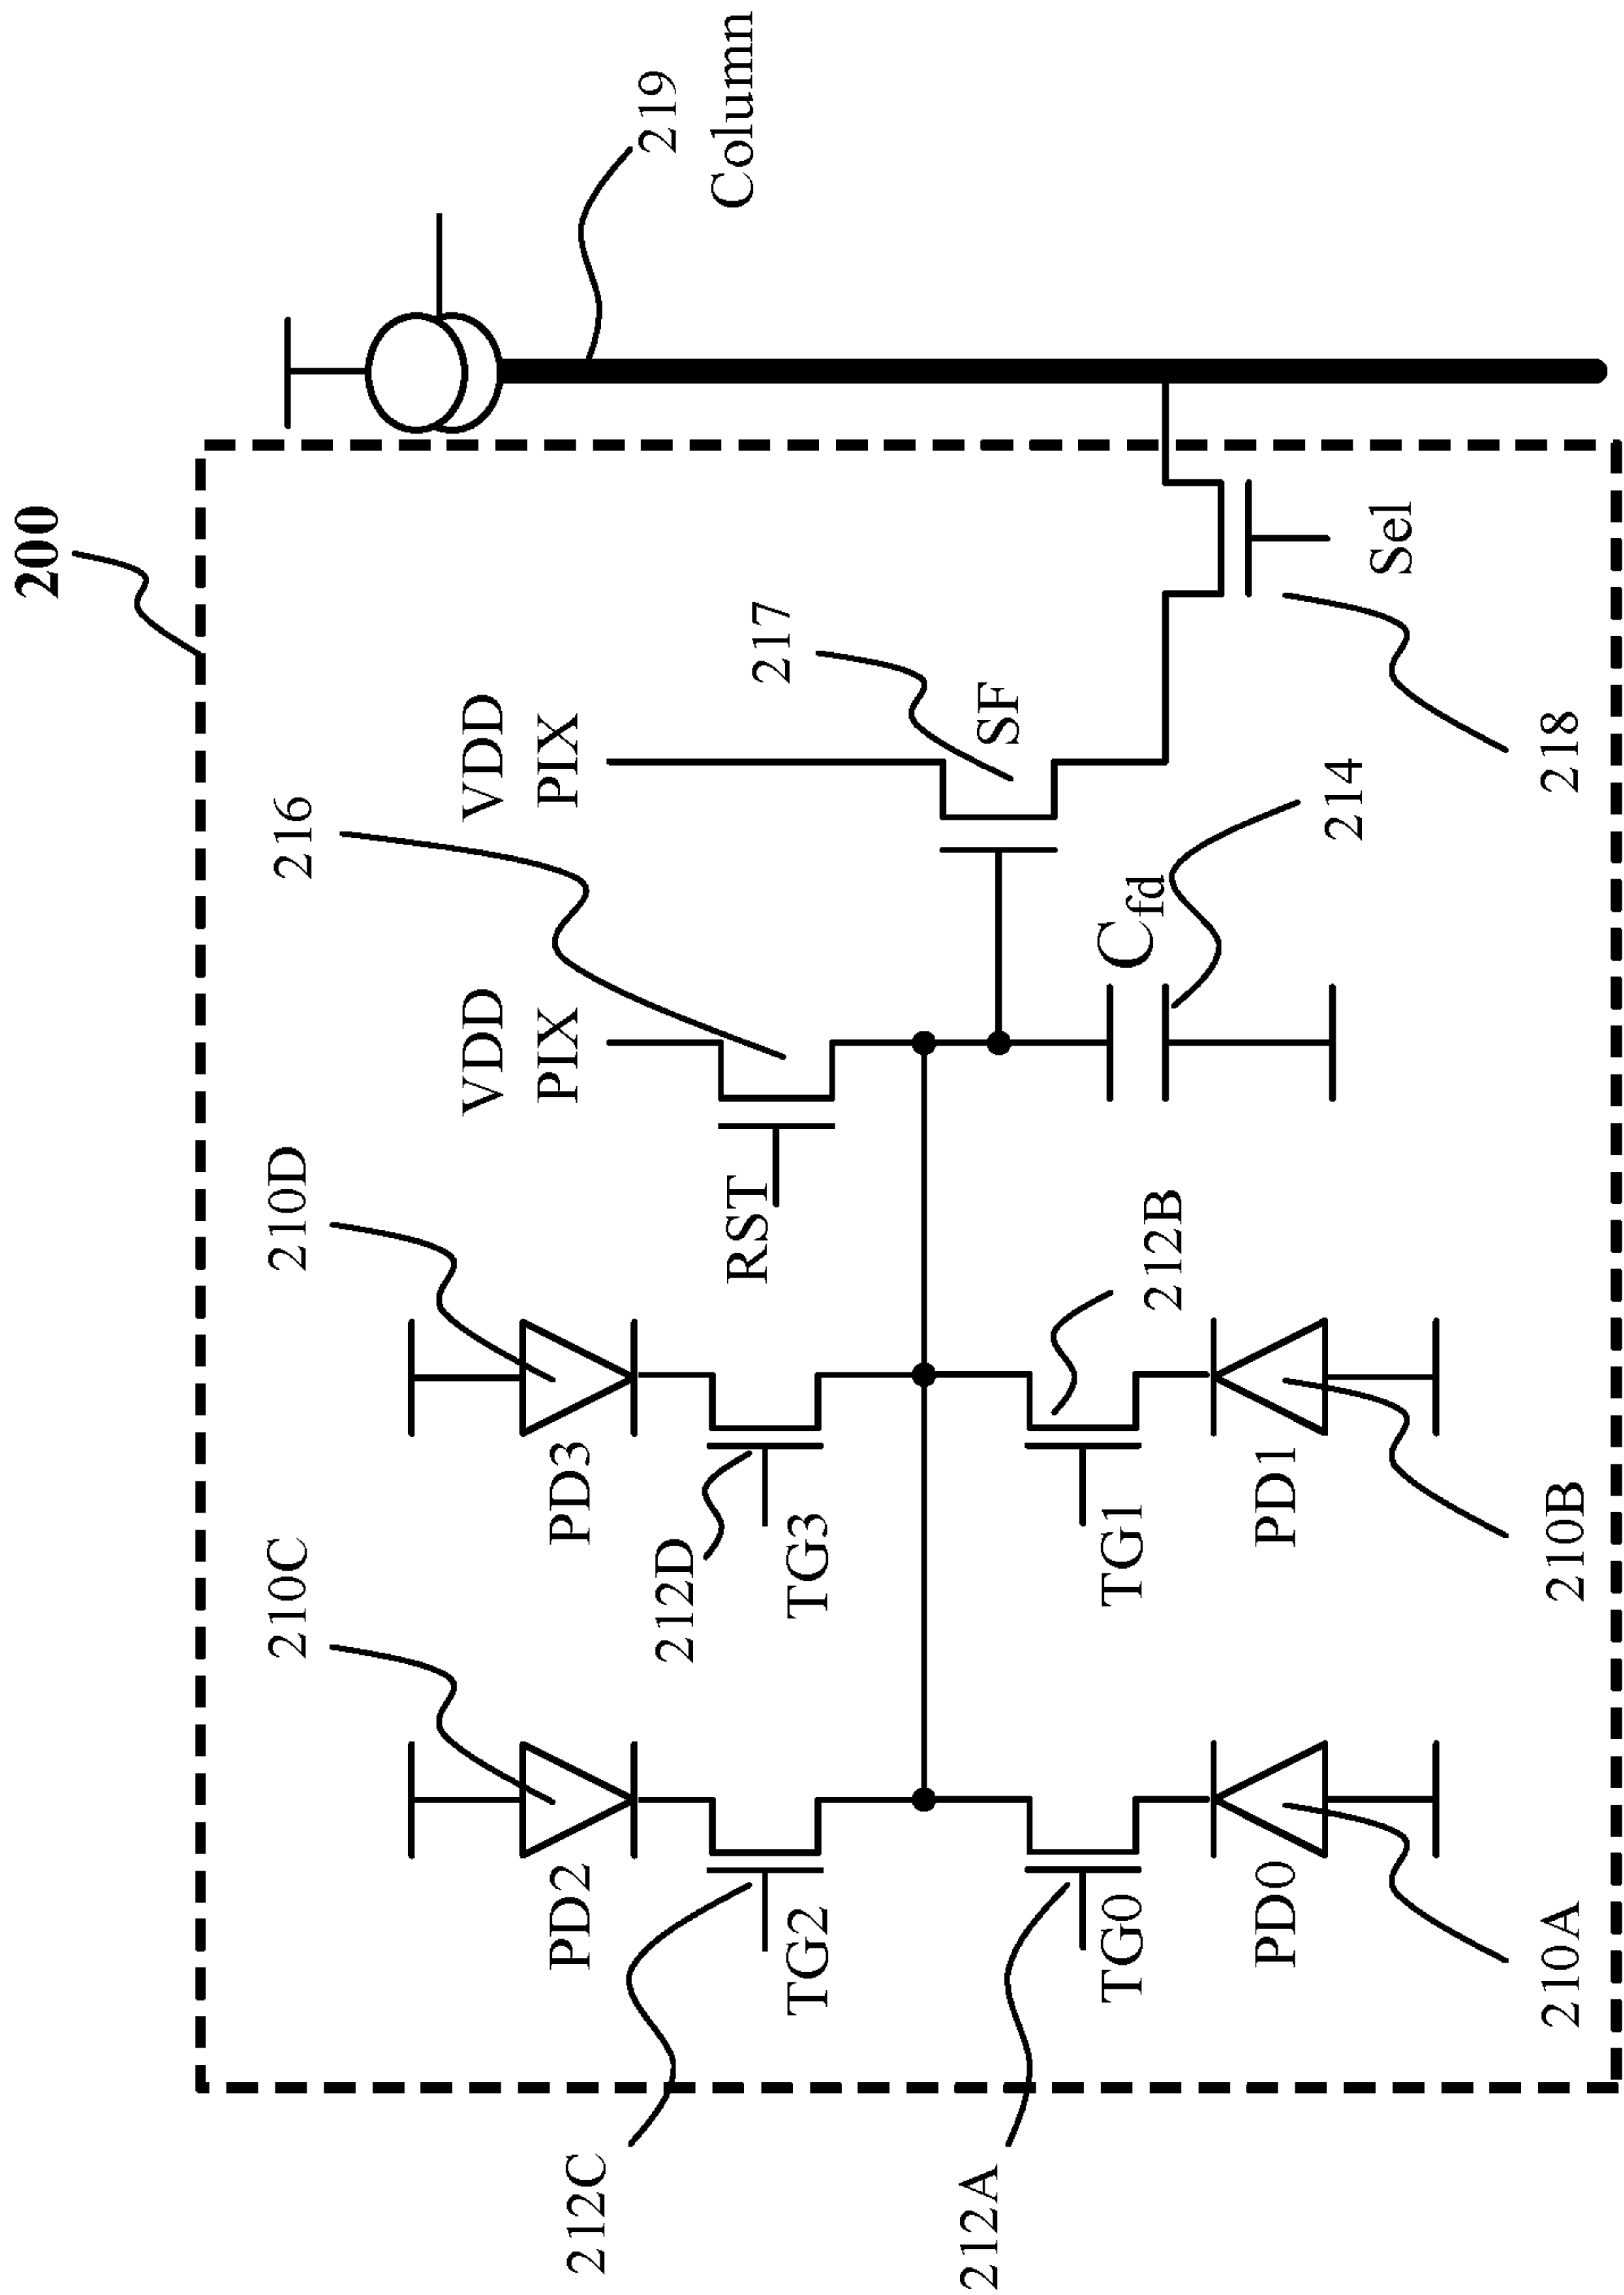 200
219
Column
216
VDD
PIX
VDD
PIX
217
SF
RST
C
fd
214
Sel
218
210C
210D
PD2
PD3
212D
TG2
TG3
212C
212A
TG0
TG1
212B
PD0
PD1
210A
210B